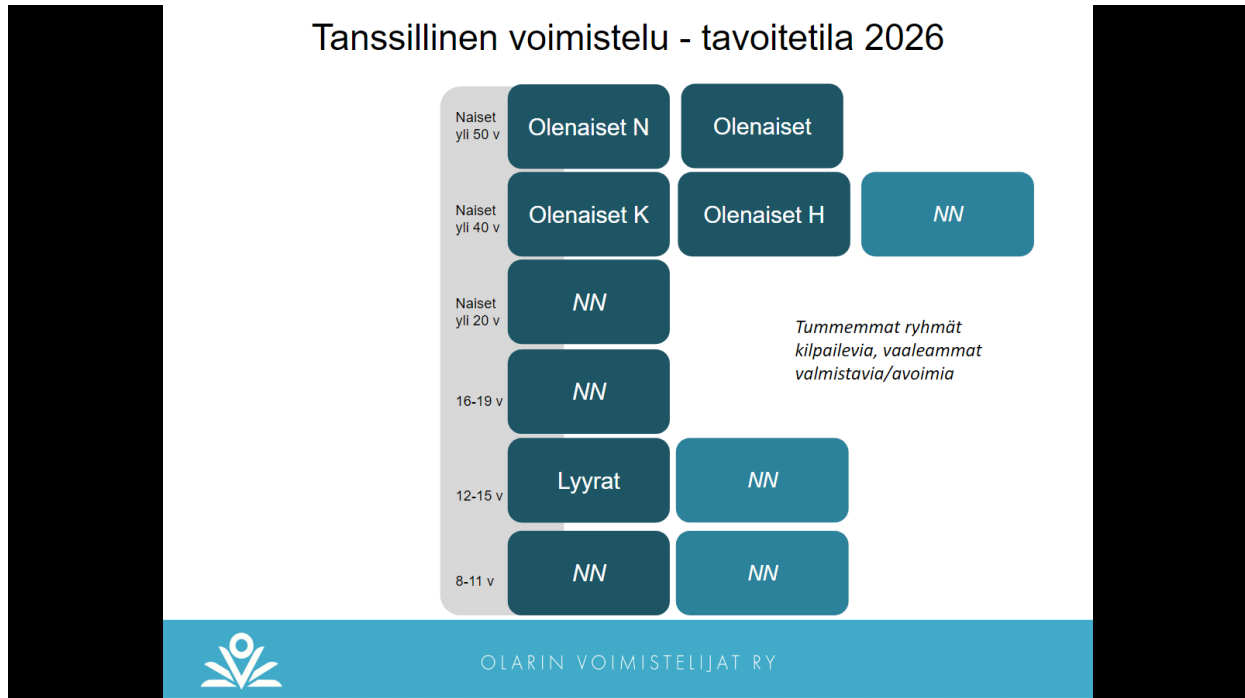 Tanssillinen voimistelu - tavoitetila 2026
Naiset
yli 50 v
Olenaiset N
Olenaiset
Naiset
yli 40 v
Olenaiset K
Olenaiset H
NN
Naiset
yli 20 v
NN
Tummemmat ryhmät
kilpailevia, vaaleammat
valmistavia/avoimia
16-19 v
NN
12-15 v
Lyyrat
NN
8-11 v
NN
NN
OLARIN VOIMISTELIJAT RY